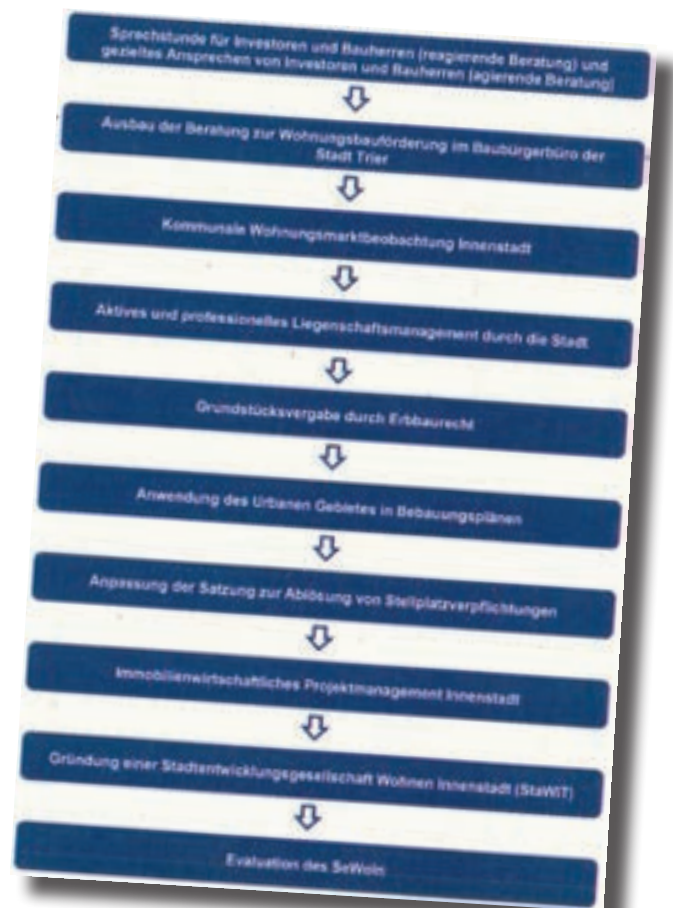 Sprechstunde für Investoren und Bauherren (reagierende Beratung) und
gezieltes Ansprechen von Investoren und Bauherren (agierende Beratung)
Ausbau der Beratung zur Wohnungsbauförderung im Baubürgerbüro der
Stadt Trier
Kommunale Wohnungsmarktbeobachtung Innenstadt
Aktives und professionelles Liegenschaftsmanagement durch die Stadt
Grundstücksvergabe durch Erbbaurecht
Anwendung des Urbanen Gebietes in Bebauungsplänen
Anpassung der Satzung zur Ablösung von Stellplatzverpflichtungen
Immobilienwirtschaftliches Projektmanagement Innenstadt
Gründung einer Stadtentwicklungsgesellschaft Wohnen Innenstadt (StaWIT)
Evaluation des SeWoIn